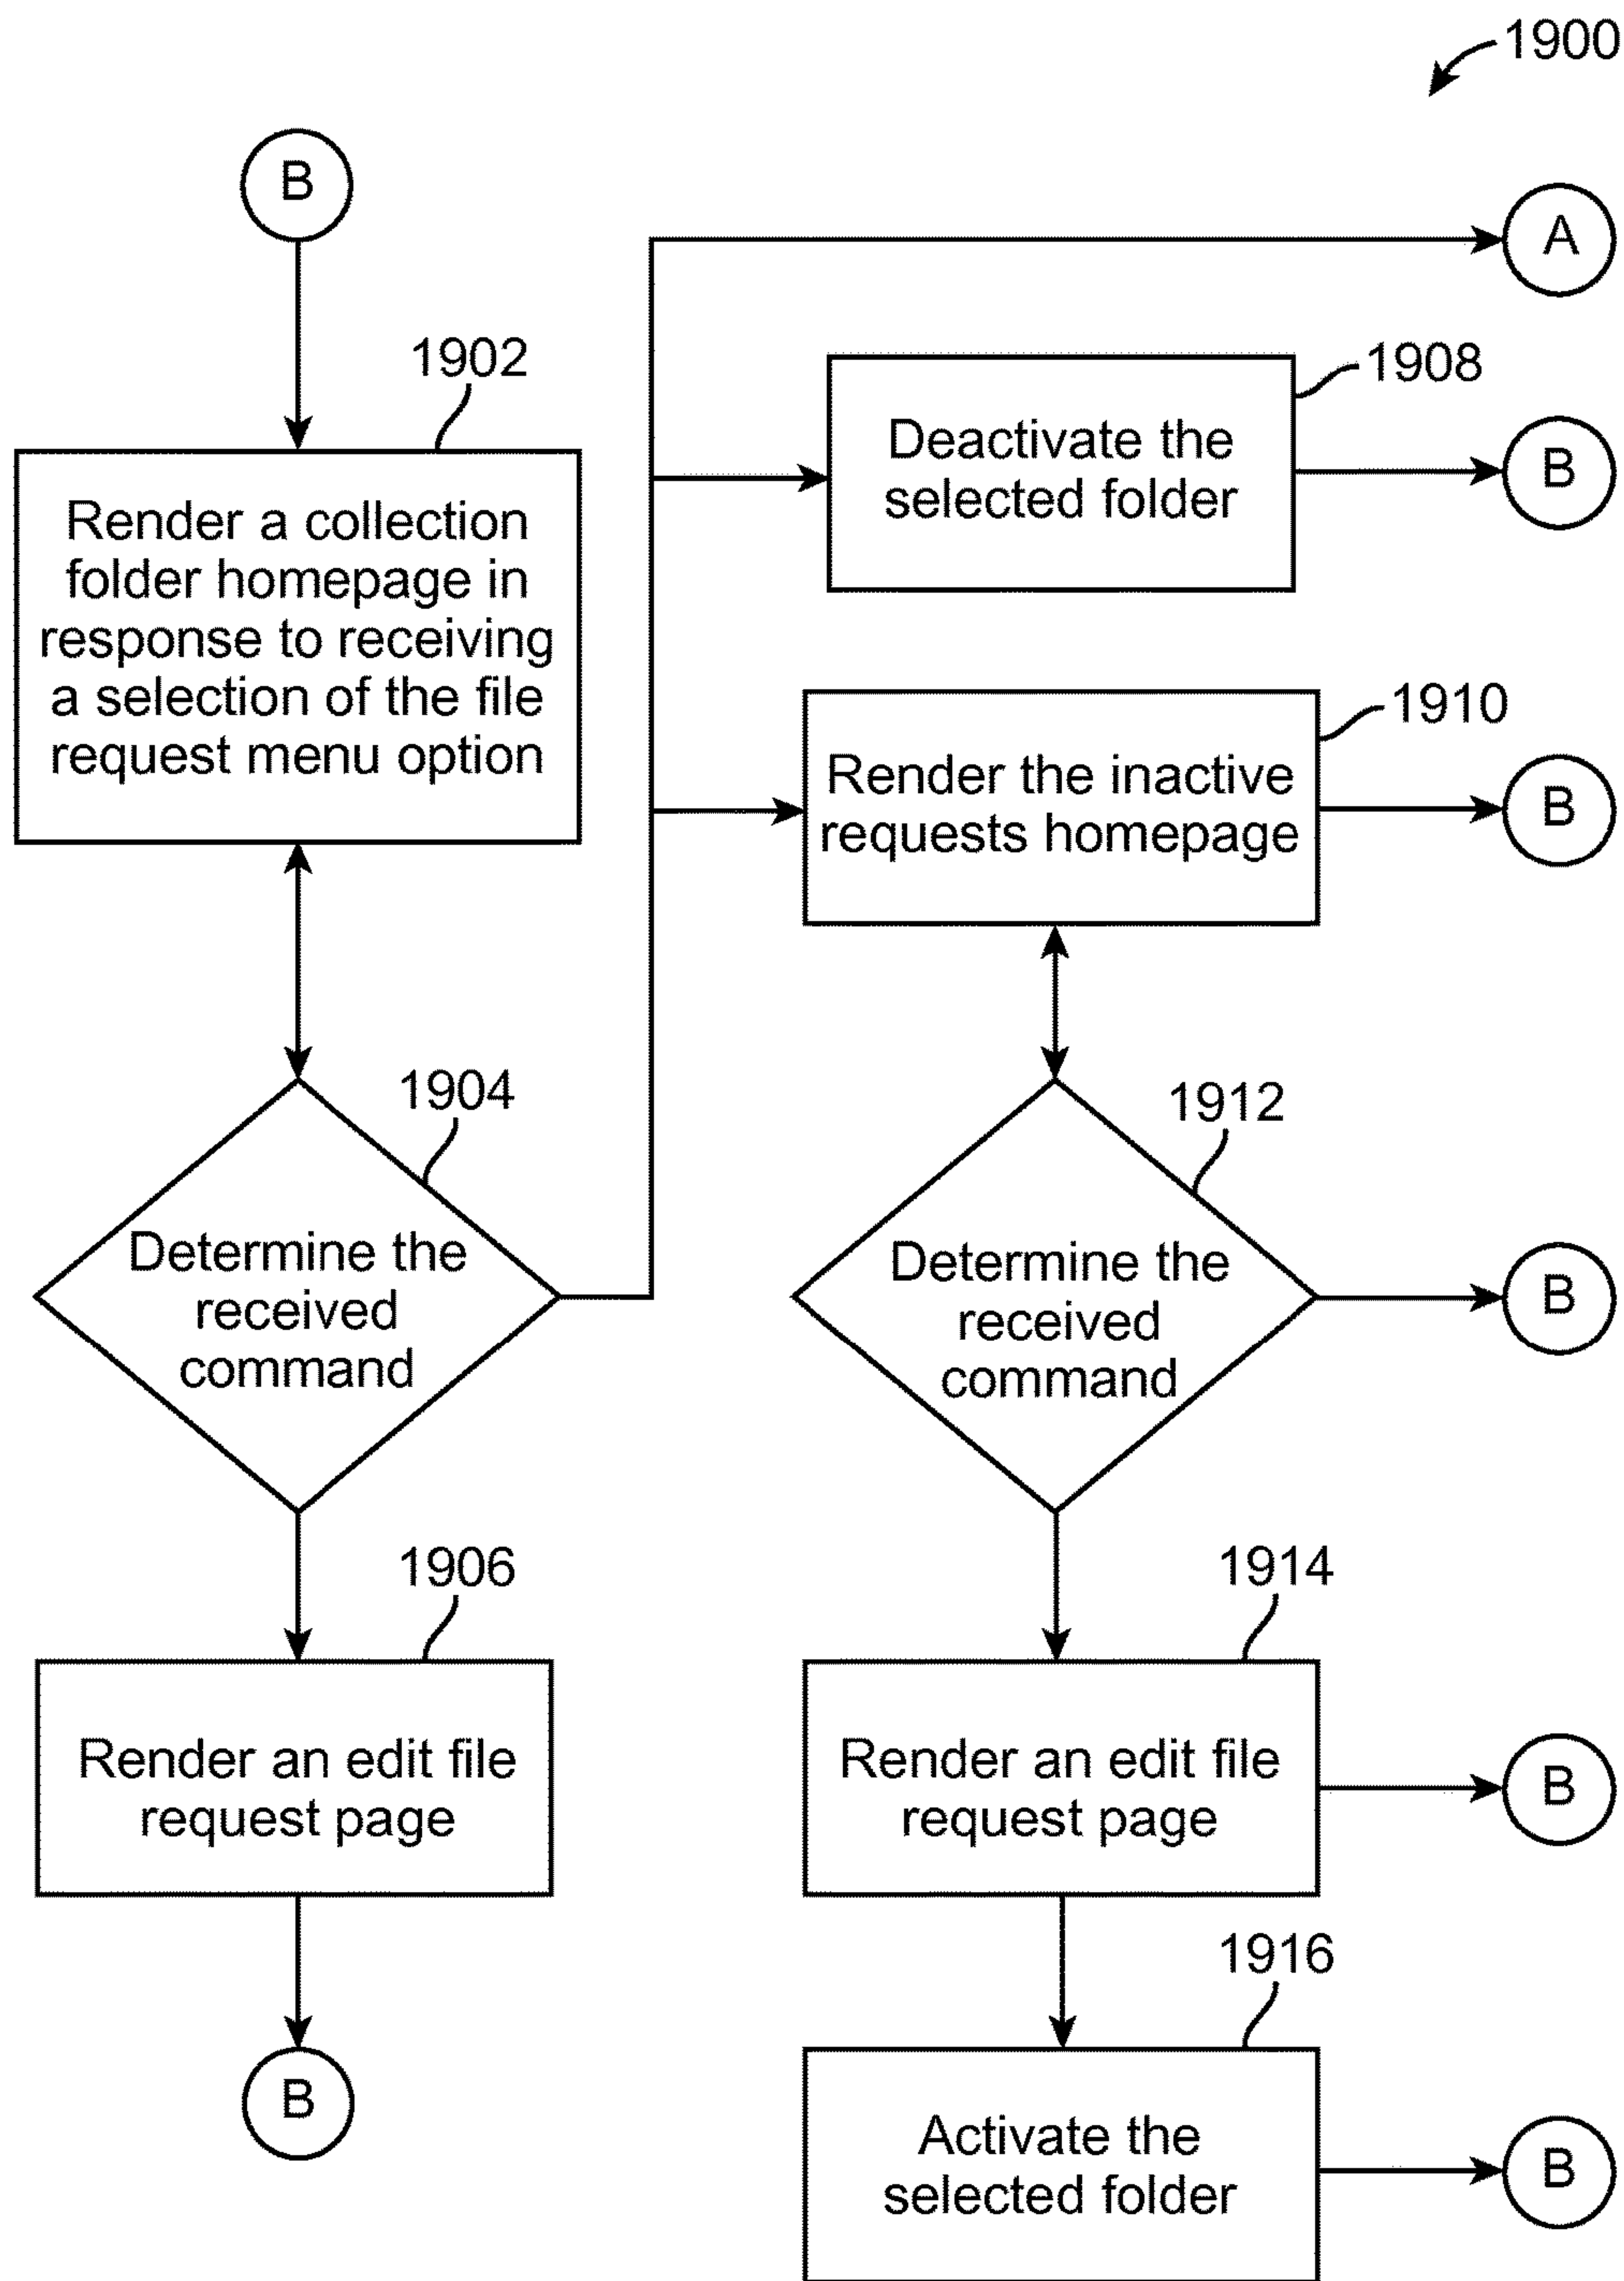 1900
B
A
1902
Render a collection
folder homepage in
response to receiving
a selection of the file
request menu option
1908
Deactivate the
selected folder
B
1910
Render the inactive
requests homepage
B
1904
Determine the
received
command
1912
Determine the
received
command
B
1906
Render an edit file
request page
B
1914
Render an edit file
request page
B
1916
Activate the
selected folder
B